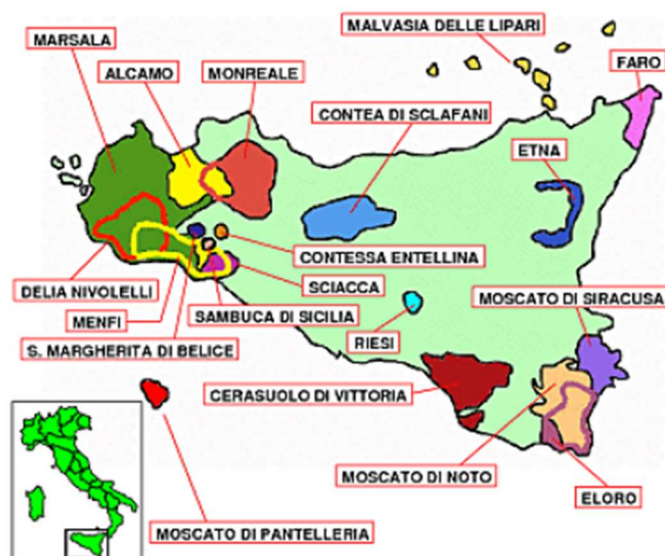 MALVASIA DELLE LIPARI
MARSALA
FARO
ALCAMO
MONREALE
CONTEA DI SCLAFANI
ETNA
CONTESSA ENTELLINA
SCIACCA
DELIA NIVOLELLI
MOSCATO DI SIRACUSA
SAMBUCA DI SICILIA
MENFI
RIESI
S. MARGHERITA DI BELICE
CERASUOLO DI VITTORIA
MOSCATO DI NOTO
ELORO
MOSCATO DI PANTELLERIA